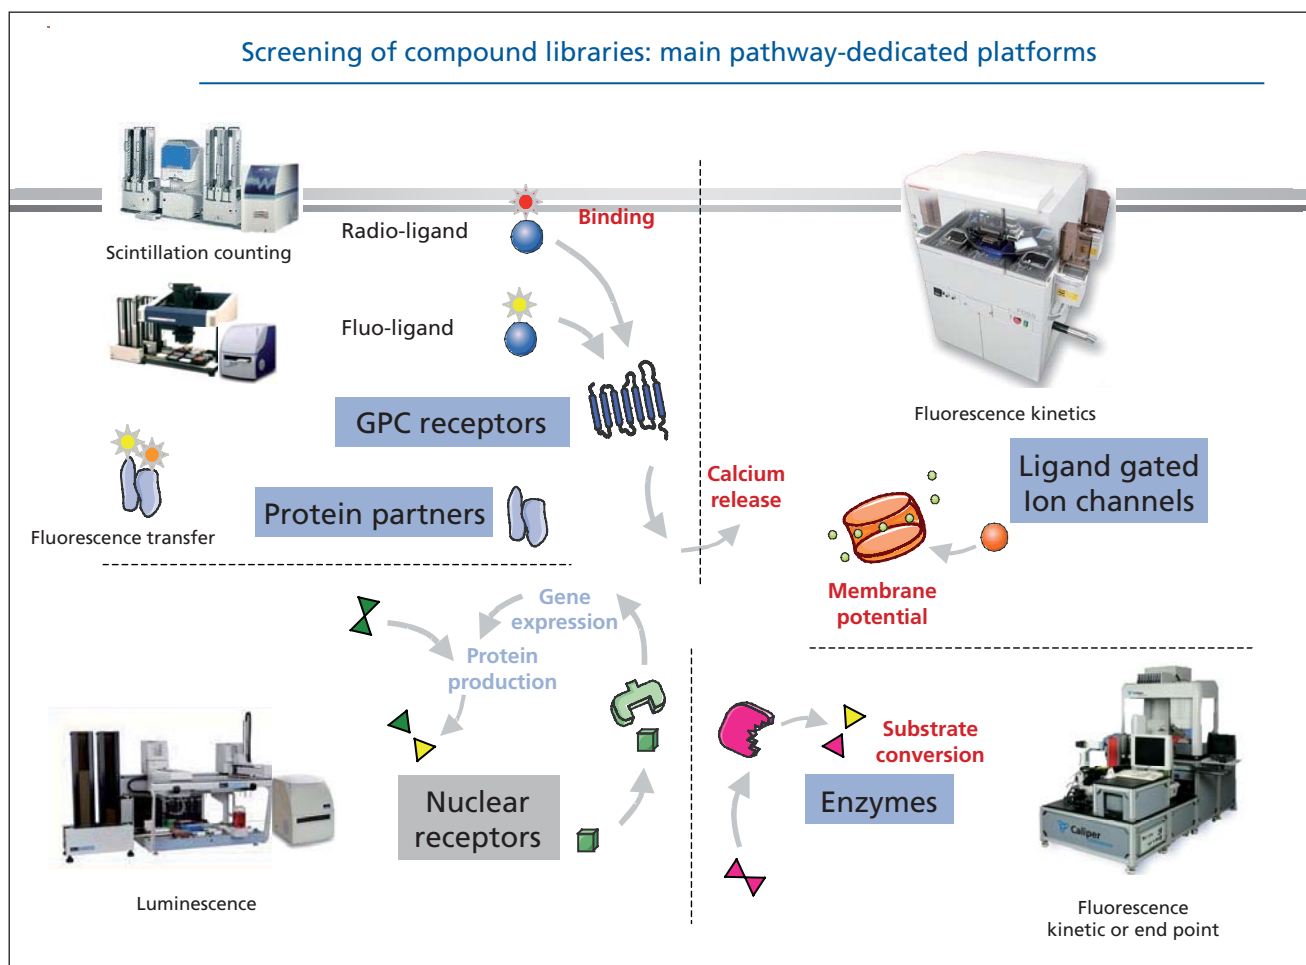 Screening of compound libraries: main pathway-dedicated platforms
Scintillation counting
Radio-ligand
Binding
Fluo-ligand
GPC receptors
Protein partners
Fluorescence transfer
Calcium
release
Fluorescence kinetics
Ligand gated
Ion channels
Membrane
potential
Gene
expression
Protein
production
Nuclear
receptors
Luminescence
Substrate
conversion
Enzymes
Caliper
Fluorescence
kinetic or end point